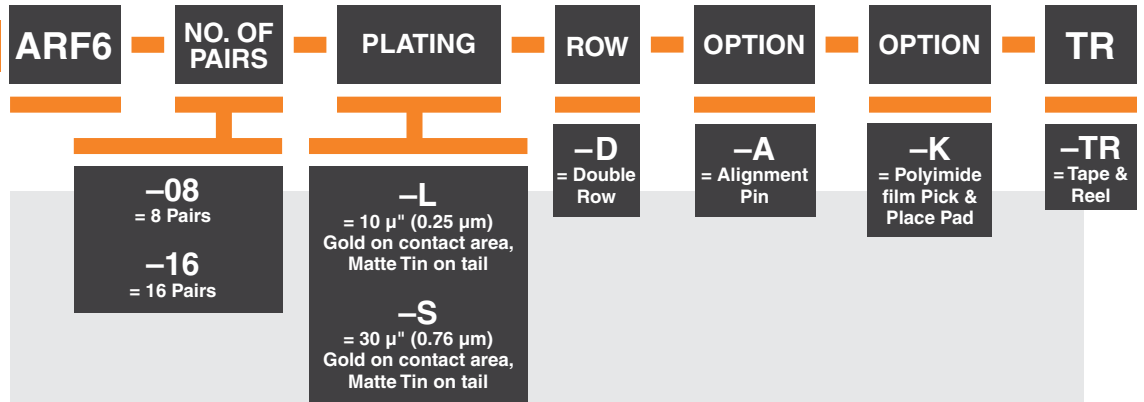 ARF6
NO. OF
PAIRS
PLATING
ROW
OPTION
OPTION
TR
–08
= 8 Pairs
–16
= 16 Pairs
–L
= 10 µ" (0.25 µm)
Gold on contact area,
Matte Tin on tail
–S
= 30 µ" (0.76 µm)
Gold on contact area,
Matte Tin on tail
–D
= Double
Row
–A
= Alignment
Pin
–K
= Polyimide
film Pick &
Place Pad
–TR
= Tape &
Reel